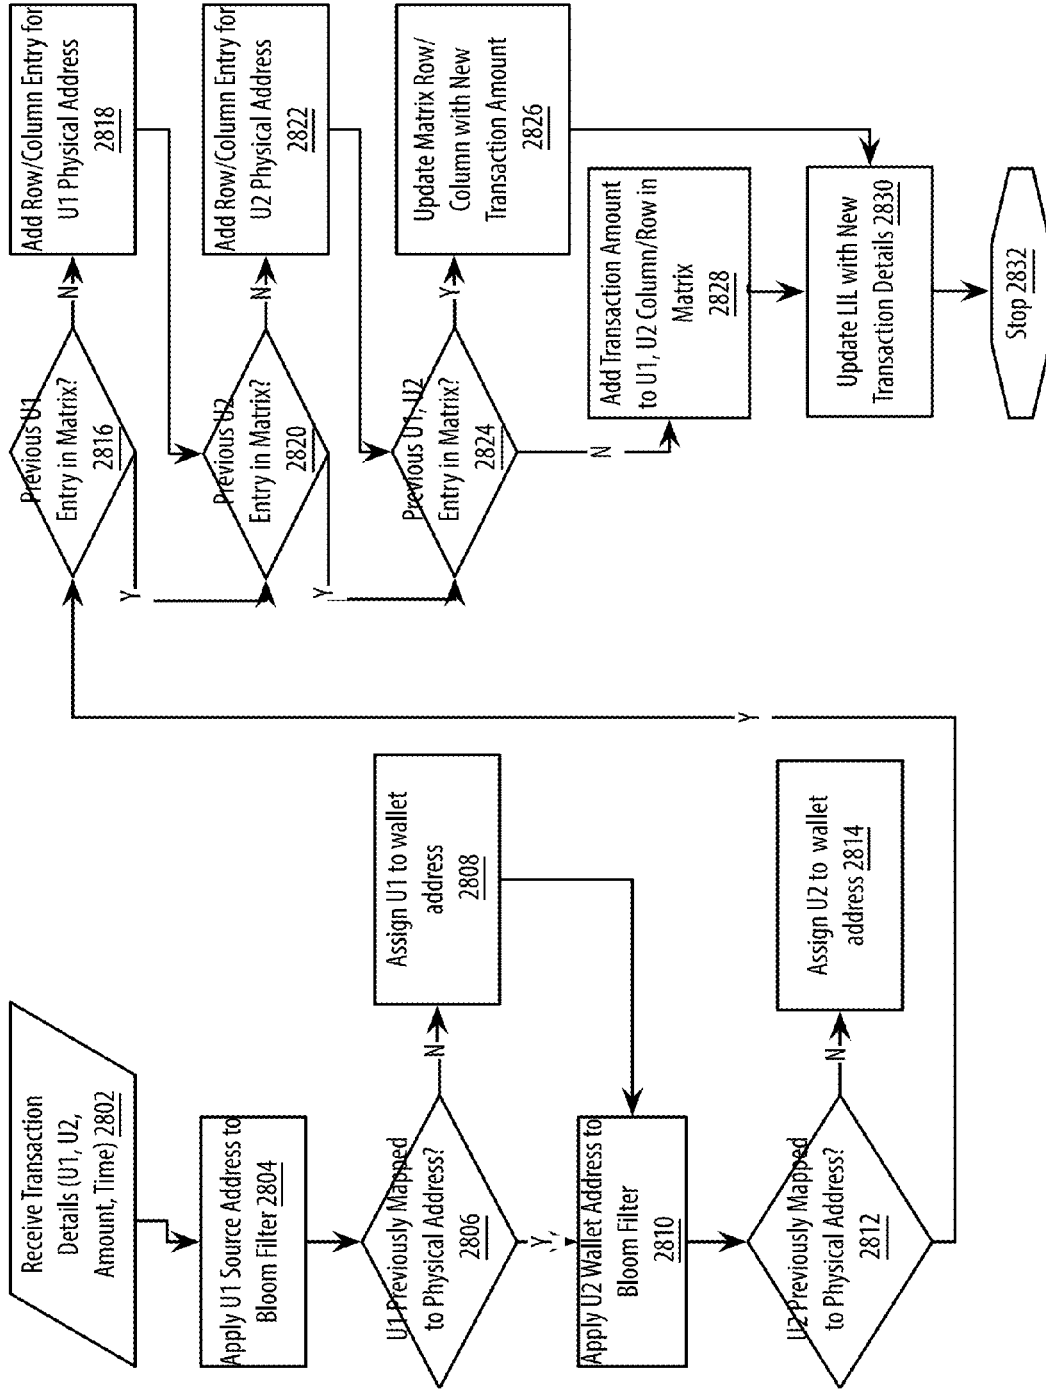 Receive Transaction
Details (U1, U2,
Amount, Time) 2802
Apply U1 Source Address to
Bloom Filter 2804
U1 Previously Mapped
to Physical Address?
2806
N
Assign U1 to wallet
address
2808
Y
Apply U2 Wallet Address to
Bloom Filter
2810
U2 Previously Mapped
to Physical Address?
2812
N
Assign U2 to wallet
address 2814
Y
Previous U1
Entry in Matrix?
2816
N
Add Row/Column Entry for
U1 Physical Address
2818
Y
Previous U2
Entry in Matrix?
2820
N
Add Row/Column Entry for
U2 Physical Address
2822
Y
Previous U1, U2
Entry in Matrix?
2824
Y
Update Matrix Row/
Column with New
Transaction Amount
2826
N
Add Transaction Amount
to U1, U2 Column/Row in
Matrix
2828
Update LIL with New
Transaction Details 2830
Stop 2832